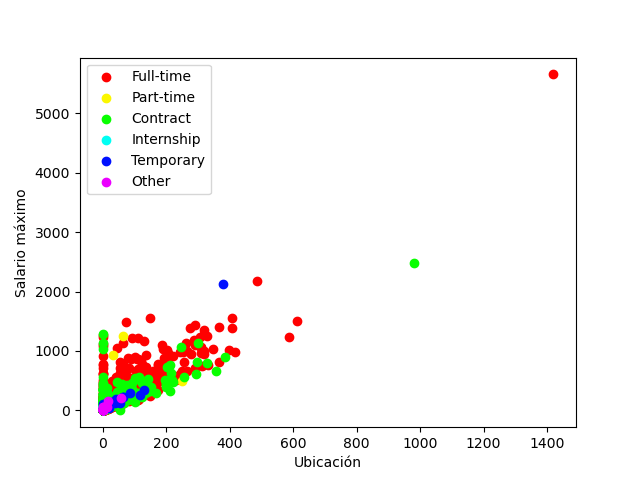 Full-time
Part-time
Contract
Internship
Temporary
Other
5000
4000
3000
2000
1000
0
Salario máximo
0 200 400 600 800 1000 1200 1400
Ubicación